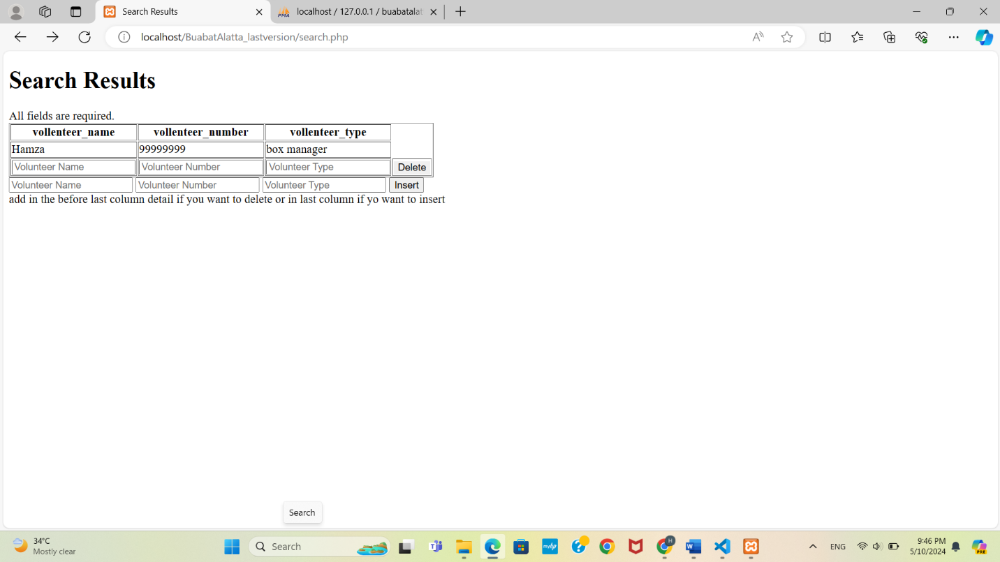 Search Results
localhost / 127.0.0.1 / buabatalat
localhost/BuabatAlatta_lastversion/search.php
Search Results
All fields are required.
vollenteer_name vollenteer_number vollenteer_type
Hamza 99999999 box manager
Volunteer Name Volunteer Number Volunteer Type Delete
Volunteer Name Volunteer Number Volunteer Type Insert
add in the before last column detail if you want to delete or in last column if yo want to insert
Search
34°C
Mostly clear
Search
ENG
9:46 PM
5/10/2024
PMA
myhp
H
PRE